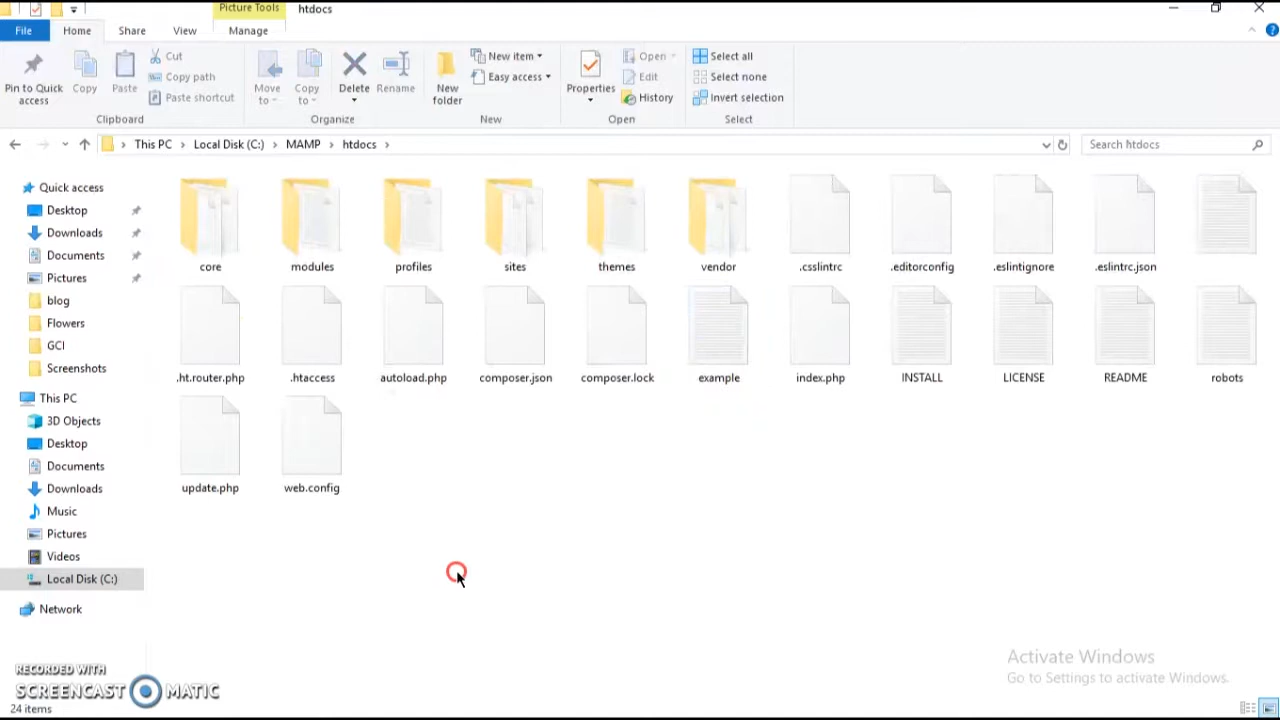 Picture Tools
htdocs
File
Home
Share
View
Manage
Pin to Quick access
Copy
Paste
Cut
Copy path
Paste shortcut
Clipboard
Move to
Copy to
Delete
Rename
Organize
New folder
New item
Easy access
New
Properties
Open
Edit
History
Open
Select all
Select none
Invert selection
Select
This PC > Local Disk (C:) > MAMP > htdocs >
Search htdocs
Quick access
Desktop
Downloads
Documents
Pictures
blog
Flowers
GCI
Screenshots
This PC
3D Objects
Desktop
Documents
Downloads
Music
Pictures
Videos
Local Disk (C:)
Network
core
modules
profiles
sites
themes
vendor
.csslintrc
.editorconfig
.eslintignore
.eslintrc.json
.ht.router.php
.htaccess
autoload.php
composer.json
composer.lock
example
index.php
INSTALL
LICENSE
README
robots
update.php
web.config
Activate Windows
Go to Settings to activate Windows.
RECORDED WITH
SCREENCAST MATIC
24 items